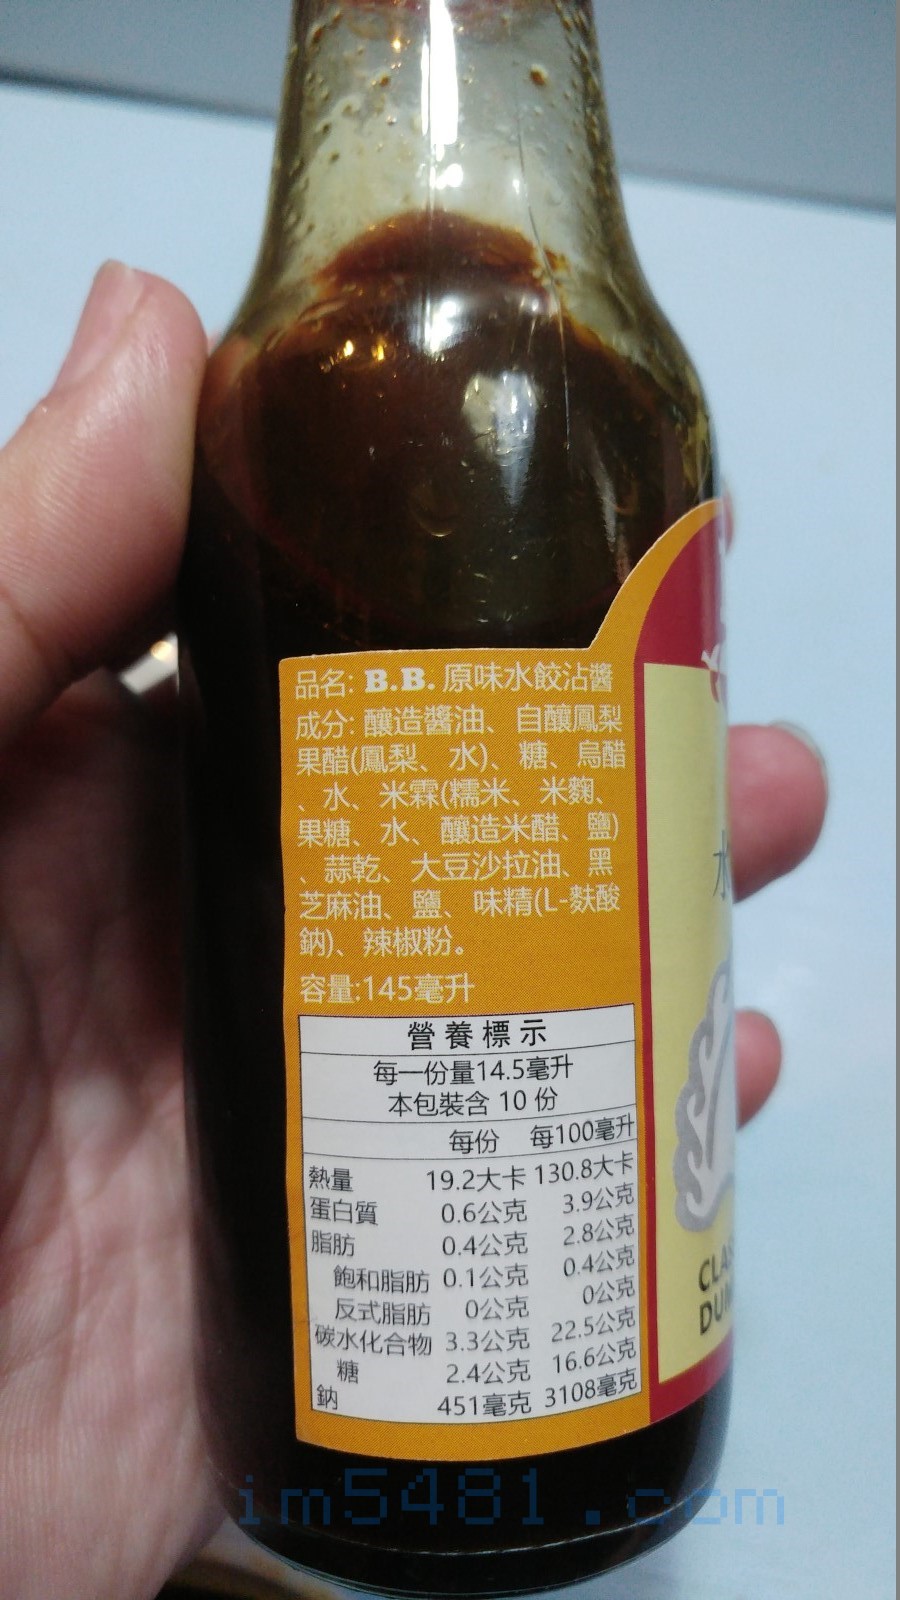 品名: B.B. 原味水餃沾醬
成分: 釀造醬油、自釀鳳梨
果醋(鳳梨、水)、糖、烏醋
、水、米霖(糯米、米麴、
果糖、水、釀造米醋、鹽)
、蒜乾、大豆沙拉油、黑
芝麻油、鹽、味精(L-麩酸
鈉)、辣椒粉。
容量:145毫升
營養標示
每一份量14.5毫升
本包裝含 10 份
每份 每100毫升
熱量 19.2大卡 130.8大卡
蛋白質 0.6公克 3.9公克
脂肪 0.4公克 2.8公克
飽和脂肪 0.1公克 0.4公克
反式脂肪 0公克 0公克
碳水化合物 3.3公克 22.5公克
糖 2.4公克 16.6公克
鈉 451毫克 3108毫克
im5481.com